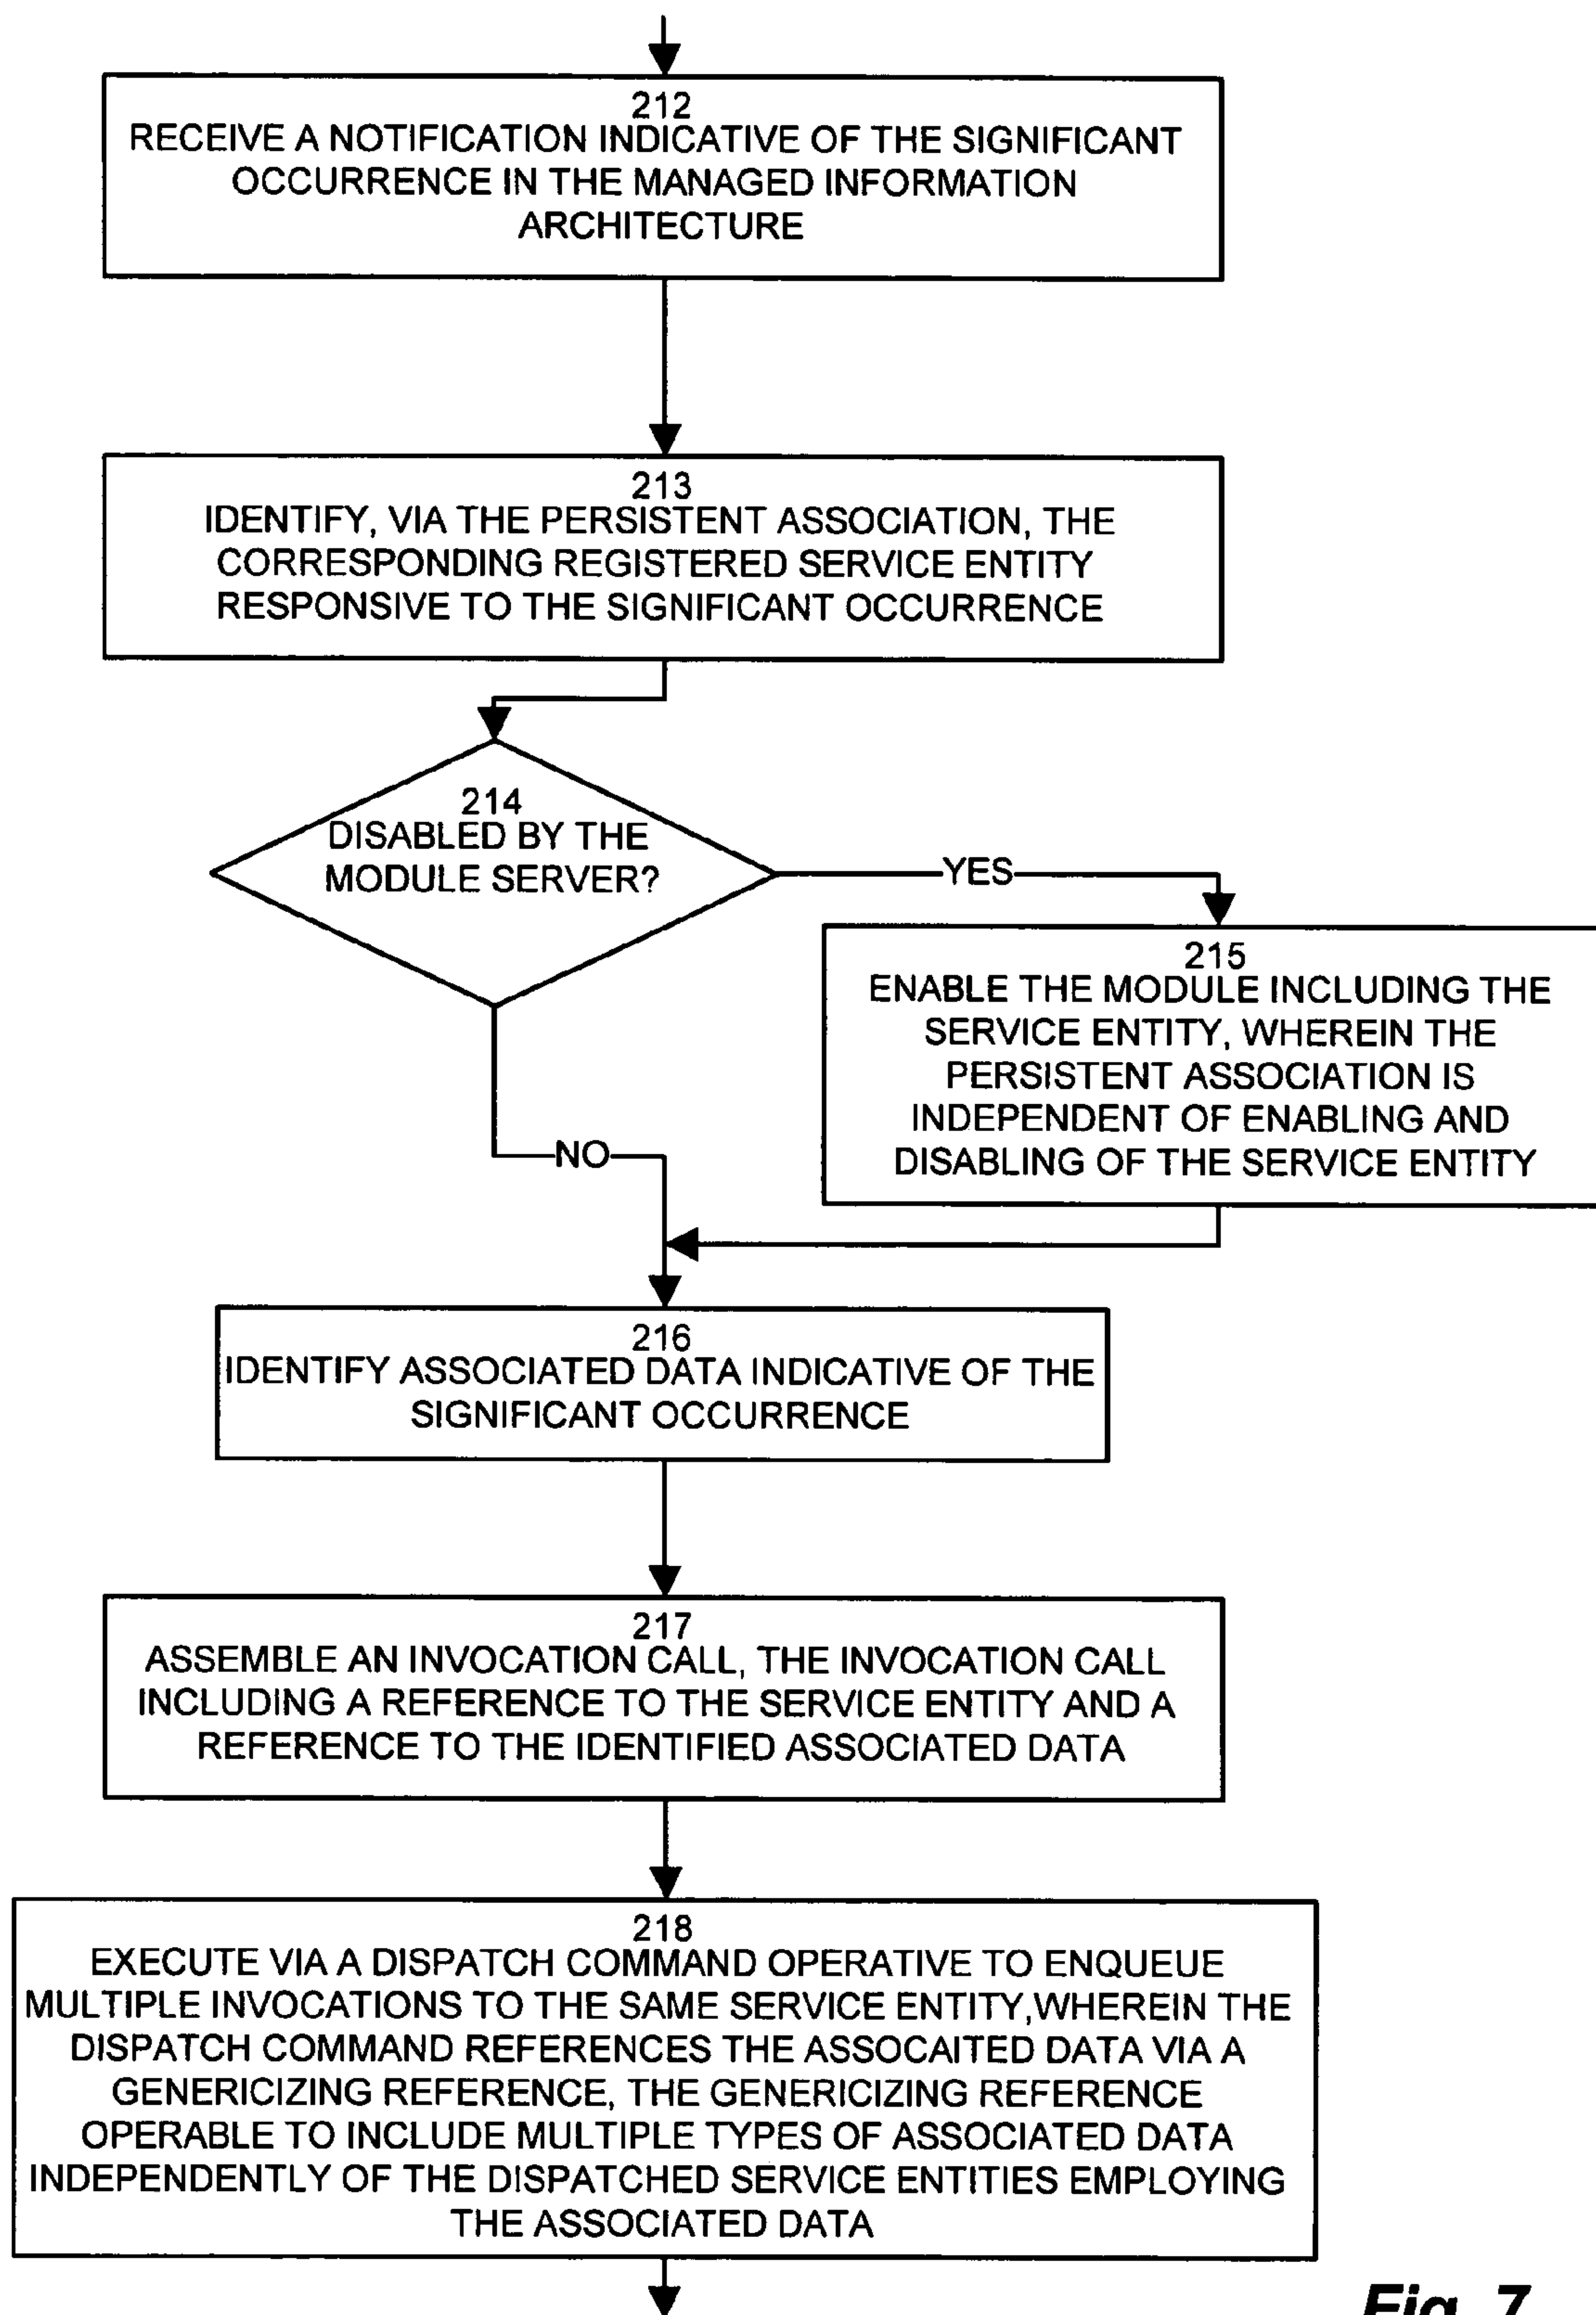 212
RECEIVE A NOTIFICATION INDICATIVE OF THE SIGNIFICANT
OCCURRENCE IN THE MANAGED INFORMATION
ARCHITECTURE
213
IDENTIFY, VIA THE PERSISTENT ASSOCIATION, THE
CORRESPONDING REGISTERED SERVICE ENTITY
RESPONSIVE TO THE SIGNIFICANT OCCURRENCE
214
DISABLED BY THE
MODULE SERVER?
YES
215
ENABLE THE MODULE INCLUDING THE
SERVICE ENTITY, WHEREIN THE
PERSISTENT ASSOCIATION IS
INDEPENDENT OF ENABLING AND
DISABLING OF THE SERVICE ENTITY
NO
216
IDENTIFY ASSOCIATED DATA INDICATIVE OF THE
SIGNIFICANT OCCURRENCE
217
ASSEMBLE AN INVOCATION CALL, THE INVOCATION CALL
INCLUDING A REFERENCE TO THE SERVICE ENTITY AND A
REFERENCE TO THE IDENTIFIED ASSOCIATED DATA
218
EXECUTE VIA A DISPATCH COMMAND OPERATIVE TO ENQUEUE
MULTIPLE INVOCATIONS TO THE SAME SERVICE ENTITY,WHEREIN THE
DISPATCH COMMAND REFERENCES THE ASSOCAITED DATA VIA A
GENERICIZING REFERENCE, THE GENERICIZING REFERENCE
OPERABLE TO INCLUDE MULTIPLE TYPES OF ASSOCIATED DATA
INDEPENDENTLY OF THE DISPATCHED SERVICE ENTITIES EMPLOYING
THE ASSOCIATED DATA
Fig. 7